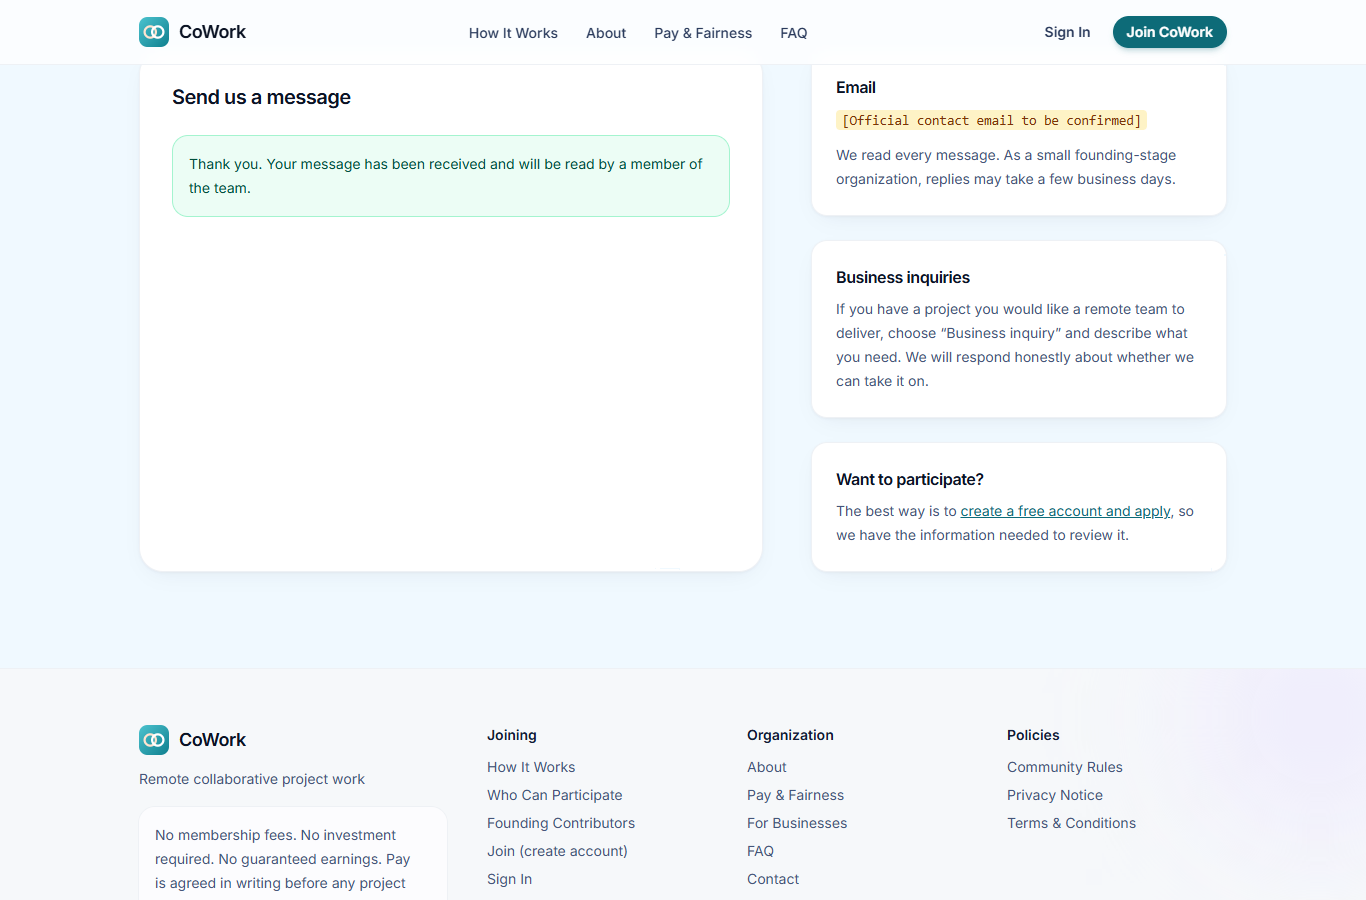 CoWork
How It Works
About
Pay & Fairness
FAQ
Sign In
Join CoWork
Send us a message
Thank you. Your message has been received and will be read by a member of
the team.
Email
[Official contact email to be confirmed]
We read every message. As a small founding-stage
organization, replies may take a few business days.
Business inquiries
If you have a project you would like a remote team to
deliver, choose “Business inquiry” and describe what
you need. We will respond honestly about whether we
can take it on.
Want to participate?
The best way is to create a free account and apply, so
we have the information needed to review it.
CoWork
Remote collaborative project work
No membership fees. No investment
required. No guaranteed earnings. Pay
is agreed in writing before any project
Joining
How It Works
Who Can Participate
Founding Contributors
Join (create account)
Sign In
Organization
About
Pay & Fairness
For Businesses
FAQ
Contact
Policies
Community Rules
Privacy Notice
Terms & Conditions